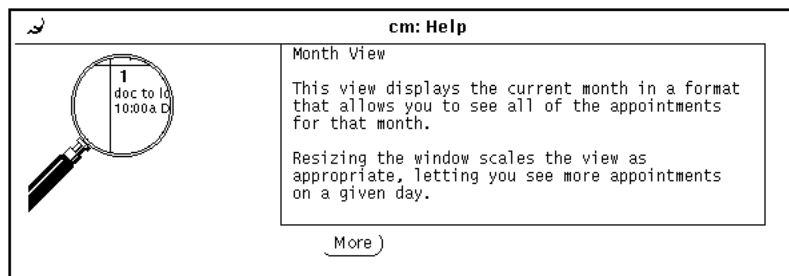 cm: Help
1
doc to lo
10:00a D
Month View
This view displays the current month in a format
that allows you to see all of the appointments
for that month.
Resizing the window scales the view as
appropriate, letting you see more appointments
on a given day.
More